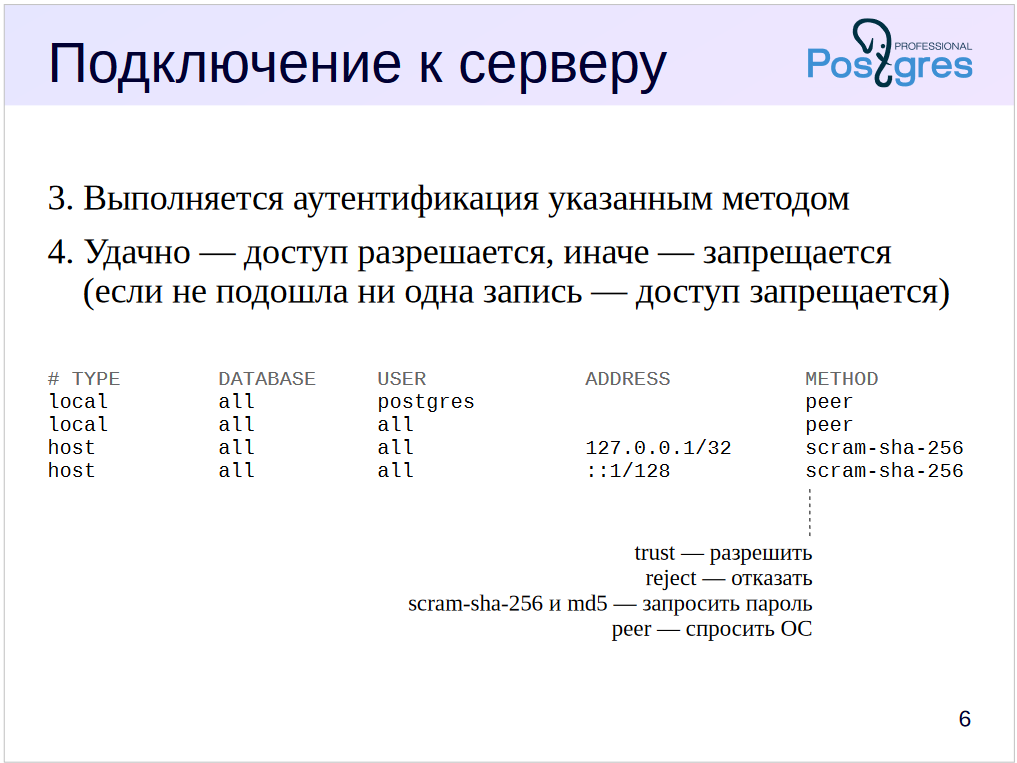 Подключение к серверу
PROFESSIONAL
Postgres
3. Выполняется аутентификация указанным методом
4. Удачно — доступ разрешается, иначе — запрещается
(если не подошла ни одна запись — доступ запрещается)
# TYPE DATABASE USER ADDRESS METHOD
local all postgres peer
local all all peer
host all all 127.0.0.1/32 scram-sha-256
host all all ::1/128 scram-sha-256
trust — разрешить
reject — отказать
scram-sha-256 и md5 — запросить пароль
peer — спросить ОС
6